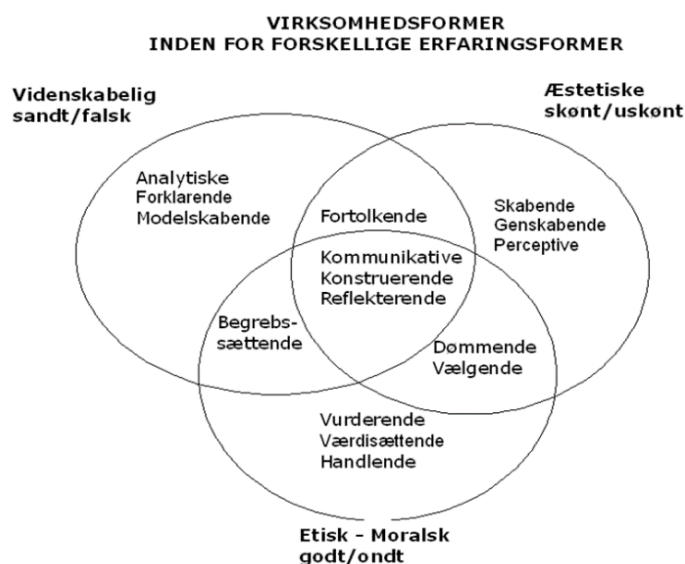 VIRKSOMHEDSFORMER
INDEN FOR FORSKELLIGE ERFARINGSFORMER
Videnskabelig
sandt/falsk
Æstetiske
skønt/uskønt
Analytiske
Forklarende
Modelskabende
Fortolkende
Skabende
Genskabende
Perceptive
Kommunikative
Konstruerende
Reflekterende
Begrebs-
sættende
Dømmende
Vælgende
Vurderende
Værdisættende
Handlende
Etisk – Moralsk
godt/ondt